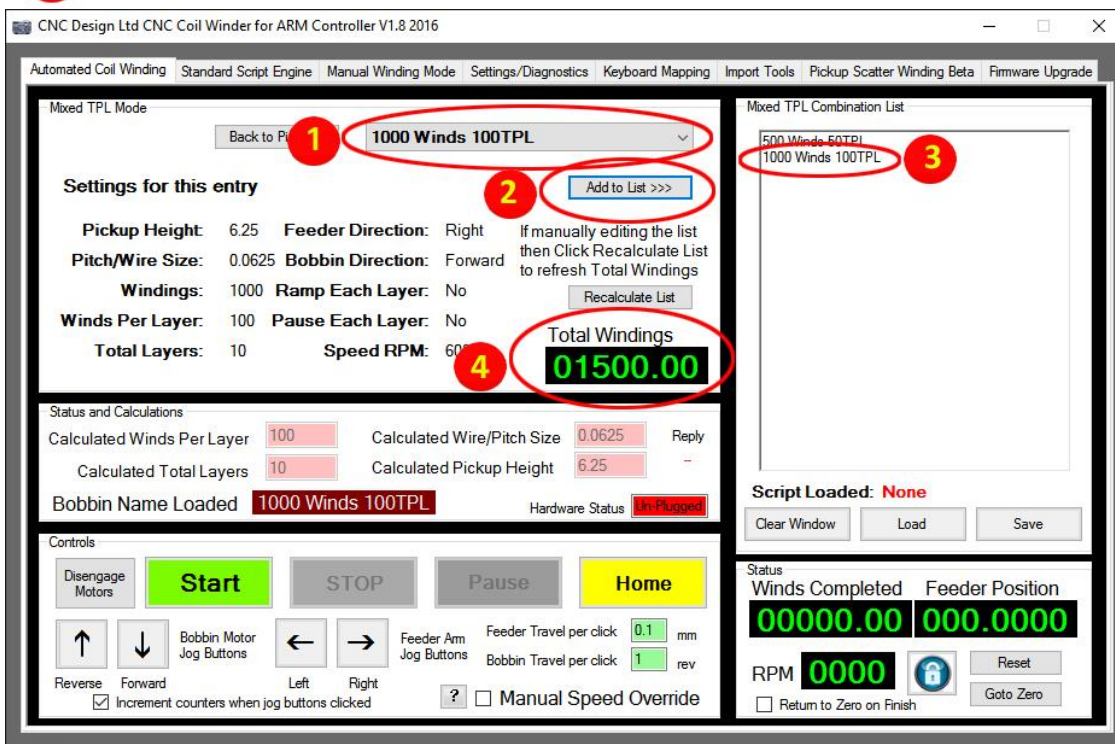 CNC Design Ltd CNC Coil Winder for ARM Controller V1.8 2016
Automated Coil Winding Standard Script Engine Manual Winding Mode Settings/Diagnostics Keyboard Mapping Import Tools Pickup Scatter Winding Beta Firmware Upgrade
Mixed TPL Mode
Back to
1
1000 Winds 100TPL
Settings for this entry
2
Add to List >>>
Pickup Height: 6.25 Feeder Direction: Right
Pitch/Wire Size: 0.0625 Bobbin Direction: Forward
Windings: 1000 Ramp Each Layer: No
Winds Per Layer: 100 Pause Each Layer: No
Total Layers: 10 Speed RPM:
If manually editing the list
then Click Recalculate List
to refresh Total Windings
Recalculate List
Total Windings
4
01500.00
Mixed TPL Combination List
500 Winds 50TPL
1000 Winds 100TPL
3
Script Loaded: None
Clear Window Load Save
Status and Calculations
Calculated Winds Per Layer 100 Calculated Wire/Pitch Size 0.0625 Reply
Calculated Total Layers 10 Calculated Pickup Height 6.25 --
Bobbin Name Loaded 1000 Winds 100TPL Hardware Status Un-Plugged
Controls
Disengage
Motors
Start STOP Pause Home
↑ ↓ Bobbin Motor
Jog Buttons
← → Feeder Arm
Jog Buttons
Feeder Travel per click 0.1 mm
Bobbin Travel per click 1 rev
Reverse Forward Left Right
Increment counters when jog buttons clicked
? Manual Speed Override
Status
Winds Completed Feeder Position
00000.00 000.0000
RPM 0000
Reset
Goto Zero
Return to Zero on Finish